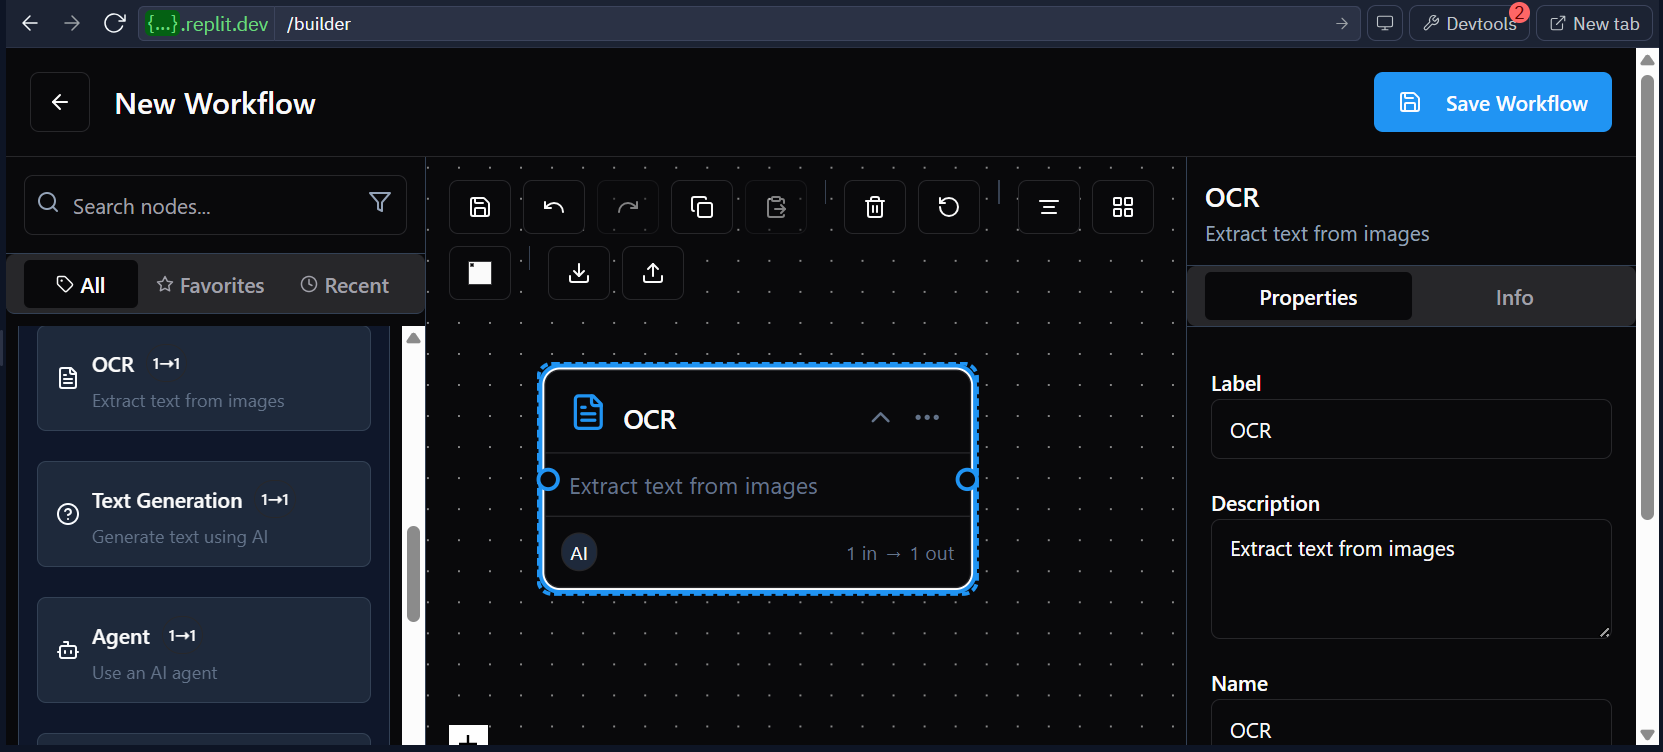 {...}.replit.dev /builder
Devtools 2
New tab
New Workflow
Save Workflow
Search nodes...
All
Favorites
Recent
OCR 1→1
Extract text from images
Text Generation 1→1
Generate text using AI
Agent 1→1
Use an AI agent
OCR
Extract text from images
AI
1 in → 1 out
OCR
Extract text from images
Properties
Info
Label
OCR
Description
Extract text from images
Name
OCR